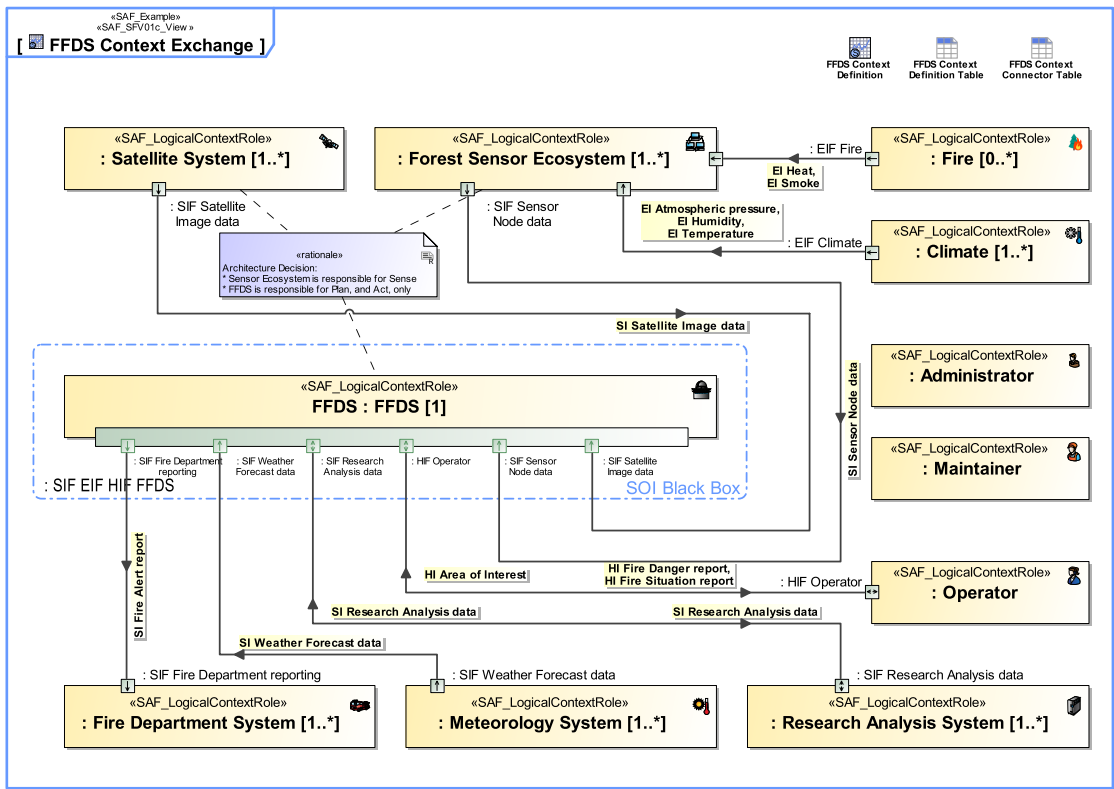 «SAF_Example»
«SAF_SFV01c_View »
[ FFDS Context Exchange ]
FFDS Context
Definition
FFDS Context
Definition Table
FFDS Context
Connector Table
«SAF_LogicalContextRole»
: Satellite System [1..*]
«SAF_LogicalContextRole»
: Forest Sensor Ecosystem [1..*]
«SAF_LogicalContextRole»
: Fire [0..*]
: EIF Fire
EI Heat,
EI Smoke
: SIF Satellite
Image data
: SIF Sensor
Node data
EI Atmospheric pressure,
EI Humidity,
EI Temperature
: EIF Climate
«SAF_LogicalContextRole»
: Climate [1..*]
«rationale»
Architecture Decision:
* Sensor Ecosystem is responsible for Sense
* FFDS is responsible for Plan, and Act, only
SI Satellite Image data
SI Sensor Node data
«SAF_LogicalContextRole»
: Administrator
«SAF_LogicalContextRole»
FFDS : FFDS [1]
«SAF_LogicalContextRole»
: Maintainer
: SIF Fire Department
reporting
: SIF Weather
Forecast data
: SIF Research
Analysis data
: HIF Operator
: SIF Sensor
Node data
: SIF Satellite
Image data
: SIF EIF HIF FFDS
SOI Black Box
SI Fire Alert report
HI Area of Interest
HI Fire Danger report,
HI Fire Situation report
: HIF Operator
«SAF_LogicalContextRole»
: Operator
SI Research Analysis data
SI Research Analysis data
SI Weather Forecast data
: SIF Fire Department reporting
: SIF Weather Forecast data
: SIF Research Analysis data
«SAF_LogicalContextRole»
: Fire Department System [1..*]
«SAF_LogicalContextRole»
: Meteorology System [1..*]
«SAF_LogicalContextRole»
: Research Analysis System [1..*]